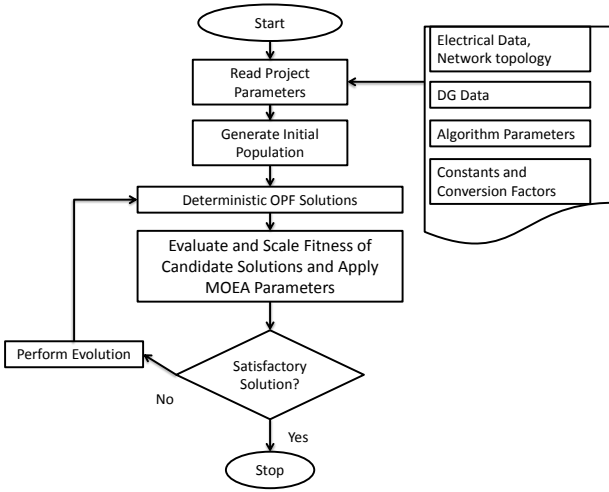 Start
Read Project
Parameters
Electrical Data,
Network topology
DG Data
Algorithm Parameters
Constants and
Conversion Factors
Generate Initial
Population
Deterministic OPF Solutions
Evaluate and Scale Fitness of
Candidate Solutions and Apply
MOEA Parameters
Perform Evolution
Satisfactory
Solution?
No
Yes
Stop